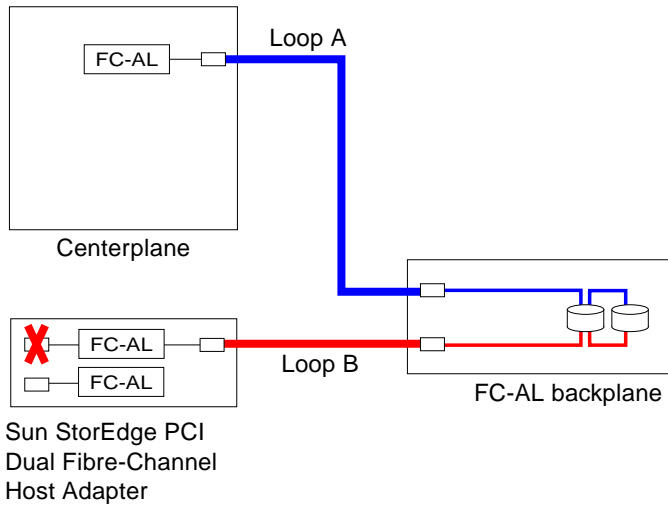 Loop A
FC-AL
Centerplane
FC-AL
Loop B
FC-AL
FC-AL backplane
Sun StorEdge PCI
Dual Fibre-Channel
Host Adapter